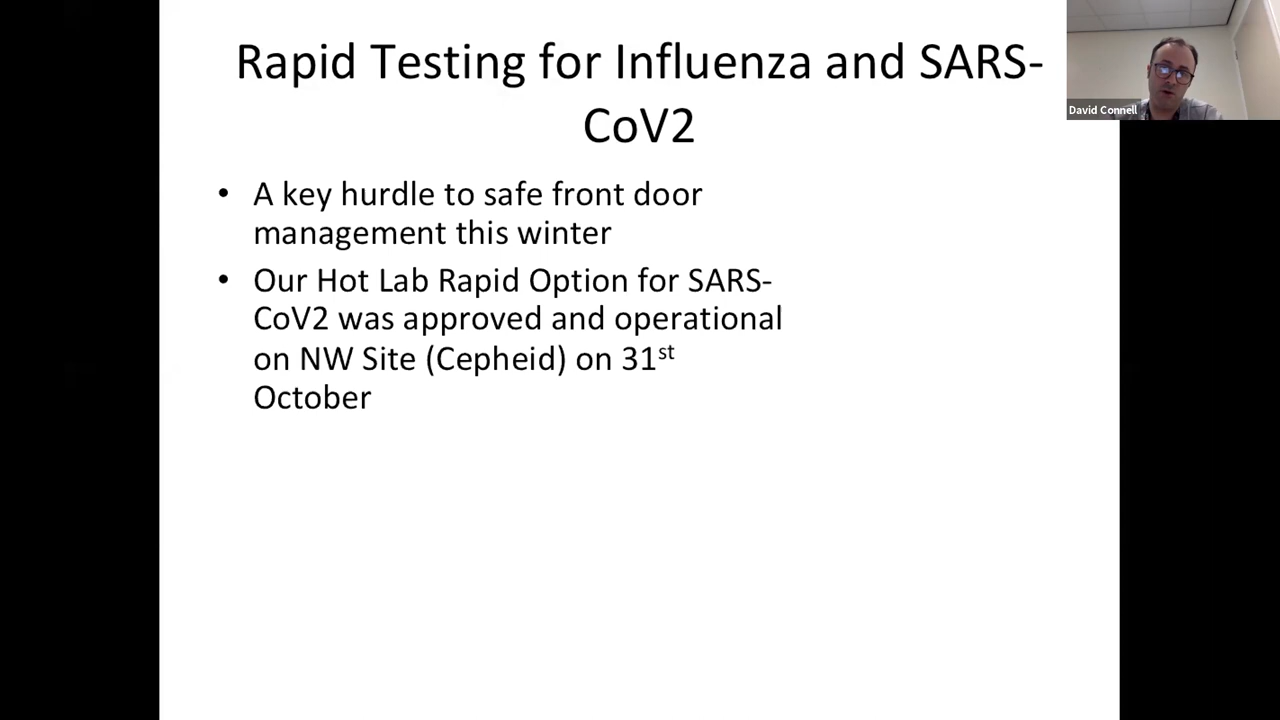 Rapid Testing for Influenza and SARS-
CoV2
David Connell
• A key hurdle to safe front door
management this winter
• Our Hot Lab Rapid Option for SARS-
CoV2 was approved and operational
on NW Site (Cepheid) on 31st
October